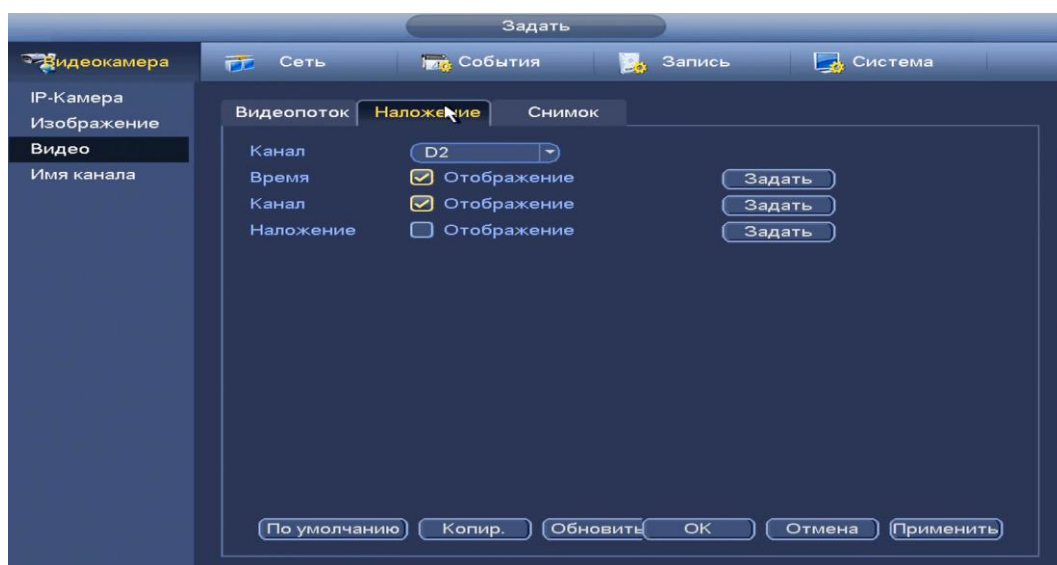 Задать
Видеокамера Сеть События Запись Система
IP-Камера
Изображение
Видео
Имя канала
Видеопоток Наложение Снимок
Канал D2
Время Отображение Задать
Канал Отображение Задать
Наложение Отображение Задать
По умолчанию Копир. Обновить OK Отмена Применить